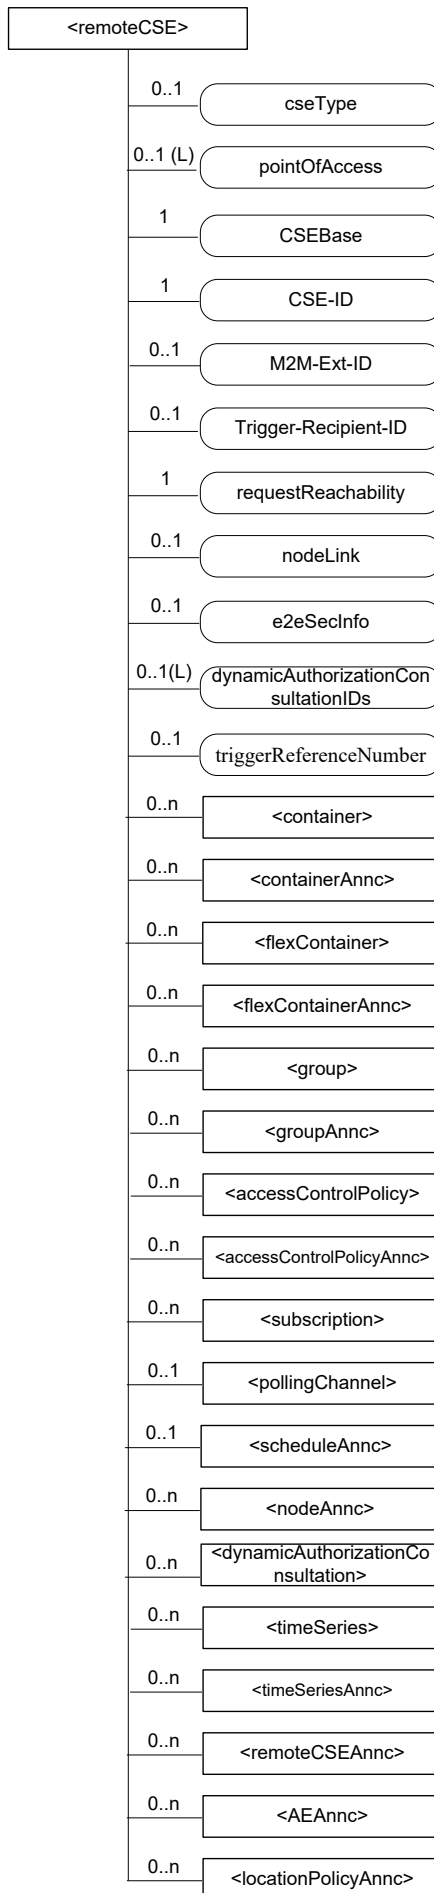 <remoteCSE>
0..1
cseType
0..1 (L)
pointOfAccess
1
CSEBase
1
CSE-ID
0..1
M2M-Ext-ID
0..1
Trigger-Recipient-ID
1
requestReachability
0..1
nodeLink
0..1
e2eSecInfo
0..1(L)
dynamicAuthorizationCon
sultationIDs
0..1
triggerReferenceNumber
0..n
<container>
0..n
<containerAnnc>
0..n
<flexContainer>
0..n
<flexContainerAnnc>
0..n
<group>
0..n
<groupAnnc>
0..n
<accessControlPolicy>
0..n
<accessControlPolicyAnnc>
0..n
<subscription>
0..1
<pollingChannel>
0..1
<scheduleAnnc>
0..n
<nodeAnnc>
0..n
<dynamicAuthorizationCo
nsultation>
0..n
<timeSeries>
0..n
<timeSeriesAnnc>
0..n
<remoteCSEAnnc>
0..n
<AEAnnc>
0..n
<locationPolicyAnnc>